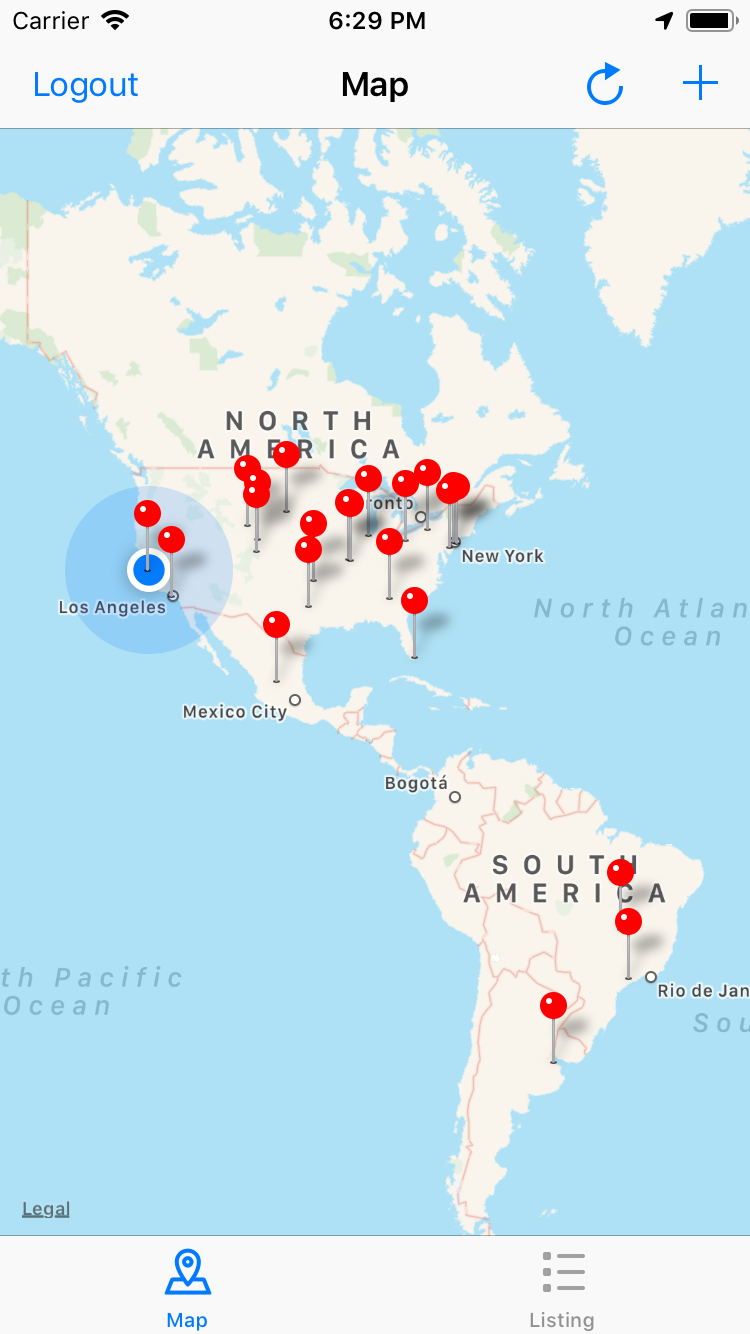 Carrier 6:29 PM
Logout Map
NORTH
AMERICA
ronto
New York
Los Angeles
North Atlan
Ocean
Mexico City
Bogotá
SOUTH
AMERICA
th Pacific
Ocean
Rio de Jan
Sou
Legal
Map Listing